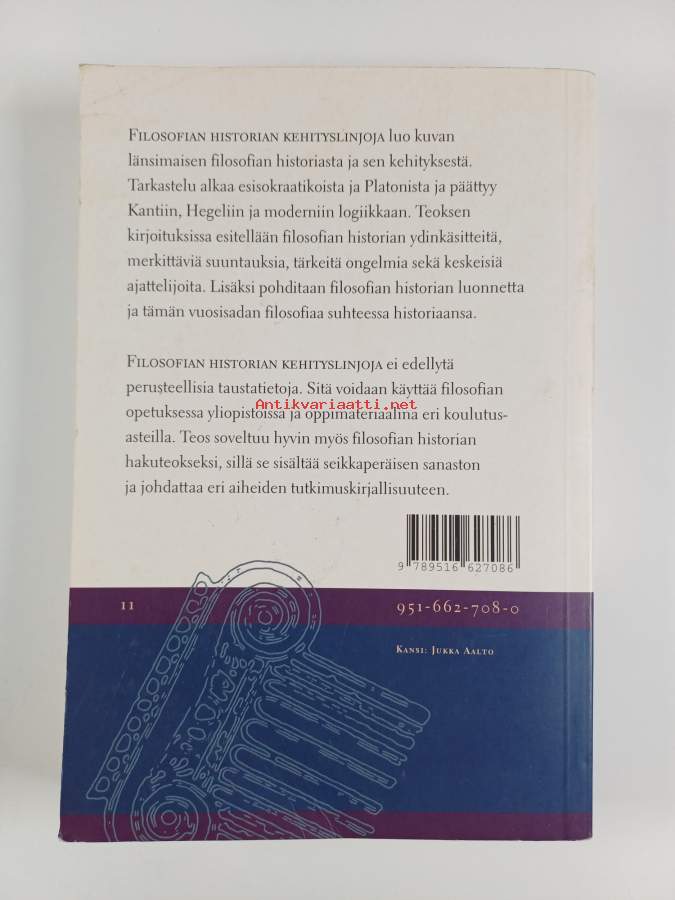 FILOSOFIAN HISTORIAN KEHITYSLINJOJA luo kuvan
länsimaisen filosofian historiasta ja sen kehityksestä.
Tarkastelu alkaa esisokraatikoista ja Platonista ja päättyy
Kantiin, Hegeliin ja moderniin logiikkaan. Teoksen
kirjoituksissa esitellään filosofian historian ydinkäsitteitä,
merkittäviä suuntauksia, tärkeitä ongelmia sekä keskeisiä
ajattelijoita. Lisäksi pohditaan filosofian historian luonnetta
ja tämän vuosisadan filosofiaa suhteessa historiaansa.
FILOSOFIAN HISTORIAN KEHITYSLINJOJA ei edellytä
perusteellisia taustatietoja. Sitä voidaan käyttää filosofian
Antikvariaatti.net
opetuksessa yliopistoissa ja oppimateriaalina eri koulutus-
asteilla. Teos soveltuu hyvin myös filosofian historian
hakuteokseksi, sillä se sisältää seikkaperäisen sanaston
ja johdattaa eri aiheiden tutkimuskirjallisuuteen.
9 789516 627086
11
951-662-708-0
KANSI: JUKKA AALTO